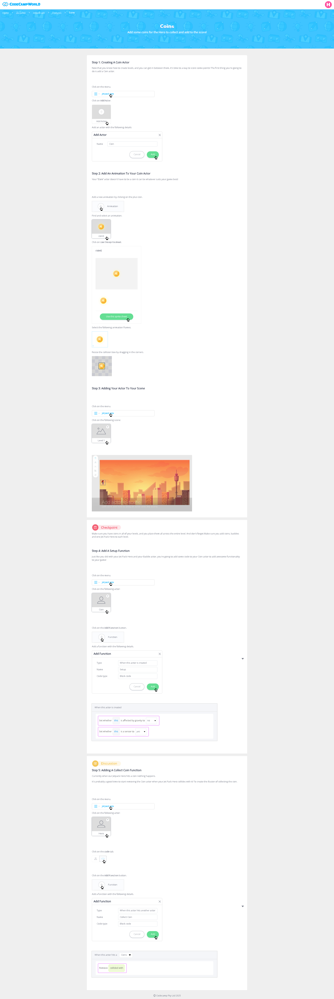 CODECAMPWORLD
H
Home > 2D Game > Jetpack Jam > Features > Coins
Coins
Add some coins for the Hero to collect and add to the score!
Step 1: Creating A Coin Actor
Now that you know how to create levels, and you can get in between them, it's time to a way to score some points! The first thing you're going to
do is add a Coin actor.
Click on the menu.
Jetpack Jam
Click on Add Actor.
Add Actor
Add an actor with the following details:
Add Actor
Name Coin
Cancel Add
Step 2: Add An Animation To Your Coin Actor
Your "Coin" actor doesn't have to be a coin it can be whatever suits your game best!
Add a new animation by clicking on the plus icon.
Animation
Find and select an animation.
coin6
Click on Use this sprite sheet.
coin6
Use this sprite sheet
Select the following animation frames.
1
Resize the collision box by dragging in the corners.
Step 3: Adding Your Actor To Your Scene
Click on the menu.
Jetpack Jam
Click on the following scene:
Level 1
Add actor to scene
Checkpoint
Make sure you have coins in all of your levels, and you place them all across the entire level. And don't forget Make sure you add coins, baddies
and one Jet Pack Hero to each level.
Step 4: Add A Setup Function
Just like you did with your Jet Pack Hero and your Baddie actor, you're going to add some code to your Coin actor to add awesome functionality
to your game!
Click on the menu.
Jetpack Jam
Click on the following actor:
Coin
Click on the Add Function button.
Function
Add a function with the following details.
Add Function
Type When this actor is created
Name Setup
Code type Block code
Cancel Add
When this actor is created
Set whether this is affected by gravity to no
Set whether this is a sensor to yes
Discussion
Step 5: Adding A Collect Coin Function
Currently when our Jetpack Hero hits a coin nothing happens.
It's probably a good time to start removing the Coin actor when your Jet Pack Hero collides with it! To create the illusion of collecting the coin.
Click on the menu.
Jetpack Jam
Click on the following actor:
Hero
Click on the code tab.
Click on the Add Function button.
Function
Add a function with the following details.
Add Function
Type When this actor hits another actor
Name Collect Coin
Code type Block code
Cancel Add
When this actor hits a Coins
Remove collided with
© Codecamp Pty Ltd 2025